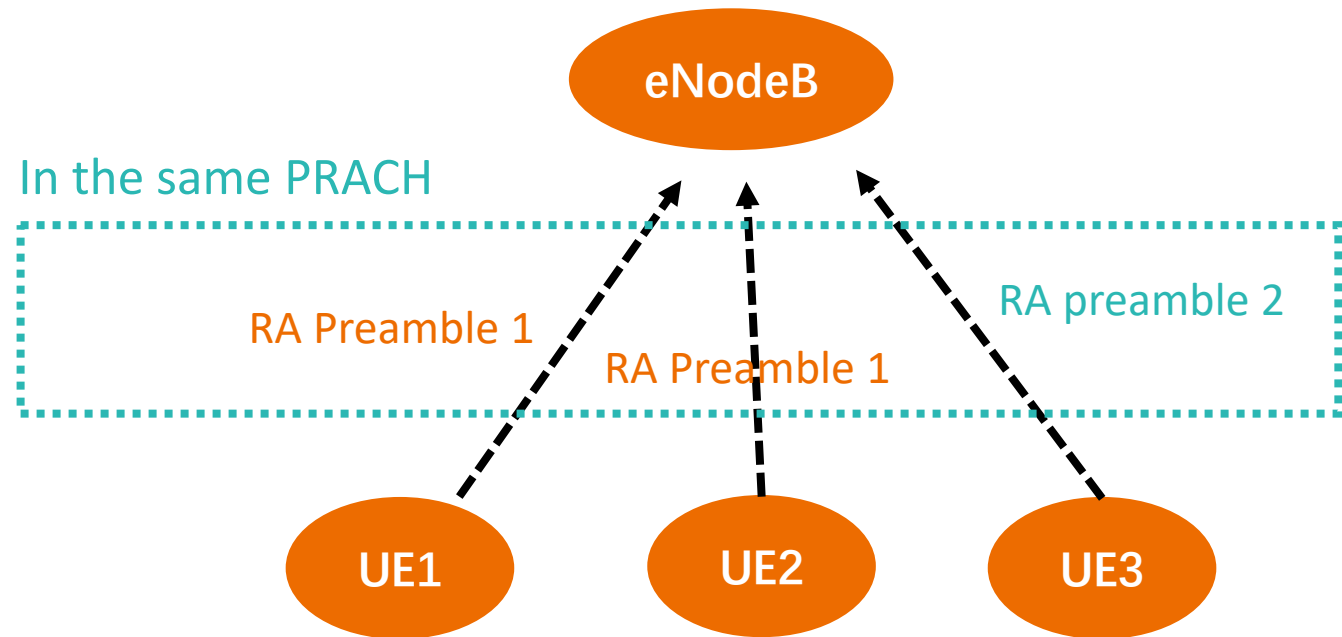 eNodeB
In the same PRACH
RA Preamble 1
RA Preamble 1
RA preamble 2
UE1
UE2
UE3